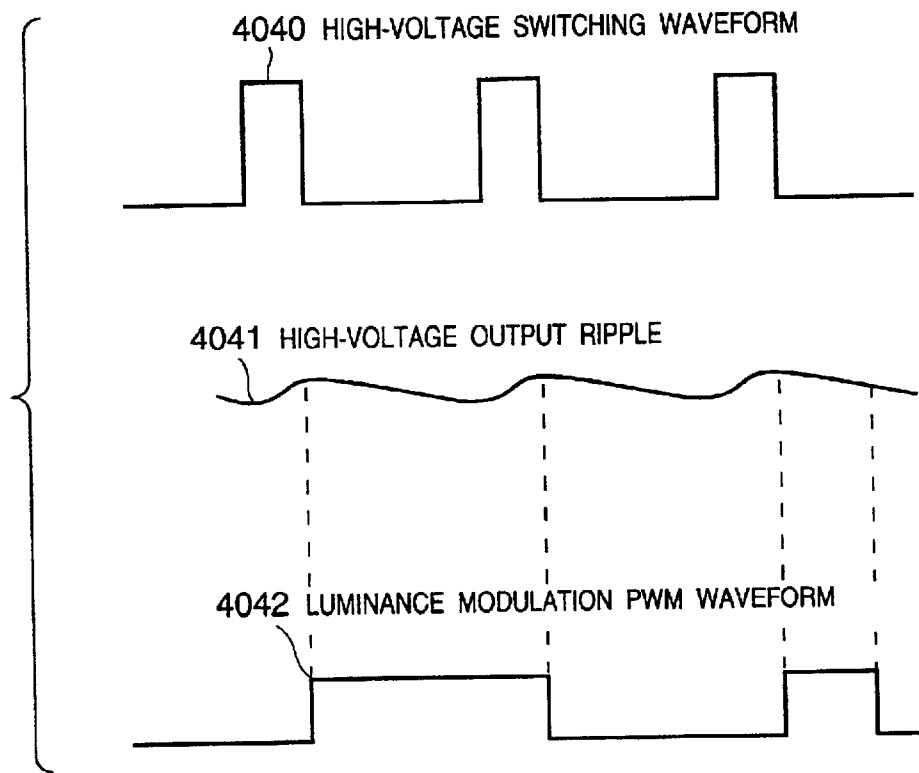 4040 HIGH-VOLTAGE SWITCHING WAVEFORM
4041 HIGH-VOLTAGE OUTPUT RIPPLE
4042 LUMINANCE MODULATION PWM WAVEFORM